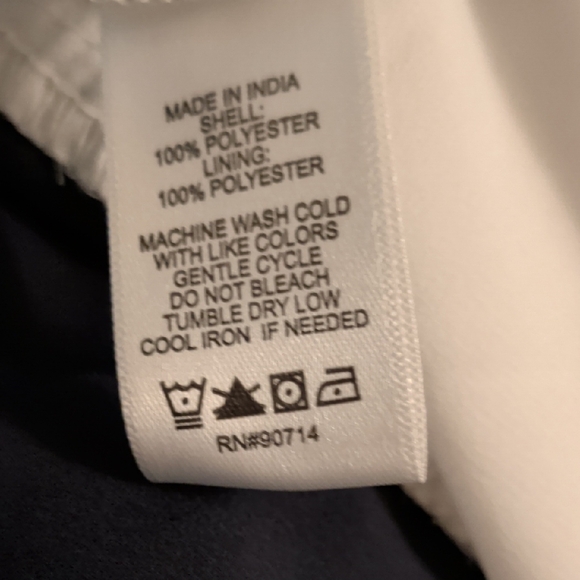 MADE IN INDIA
SHELL:
100% POLYESTER
LINING:
100% POLYESTER
MACHINE WASH COLD
WITH LIKE COLORS
GENTLE CYCLE
DO NOT BLEACH
TUMBLE DRY LOW
COOL IRON IF NEEDED
RN#90714